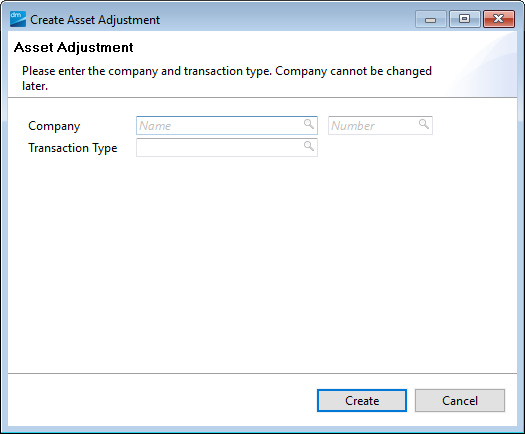 dm Create Asset Adjustment
Asset Adjustment
Please enter the company and transaction type. Company cannot be changed
later.
Company Name Number
Transaction Type
Create Cancel